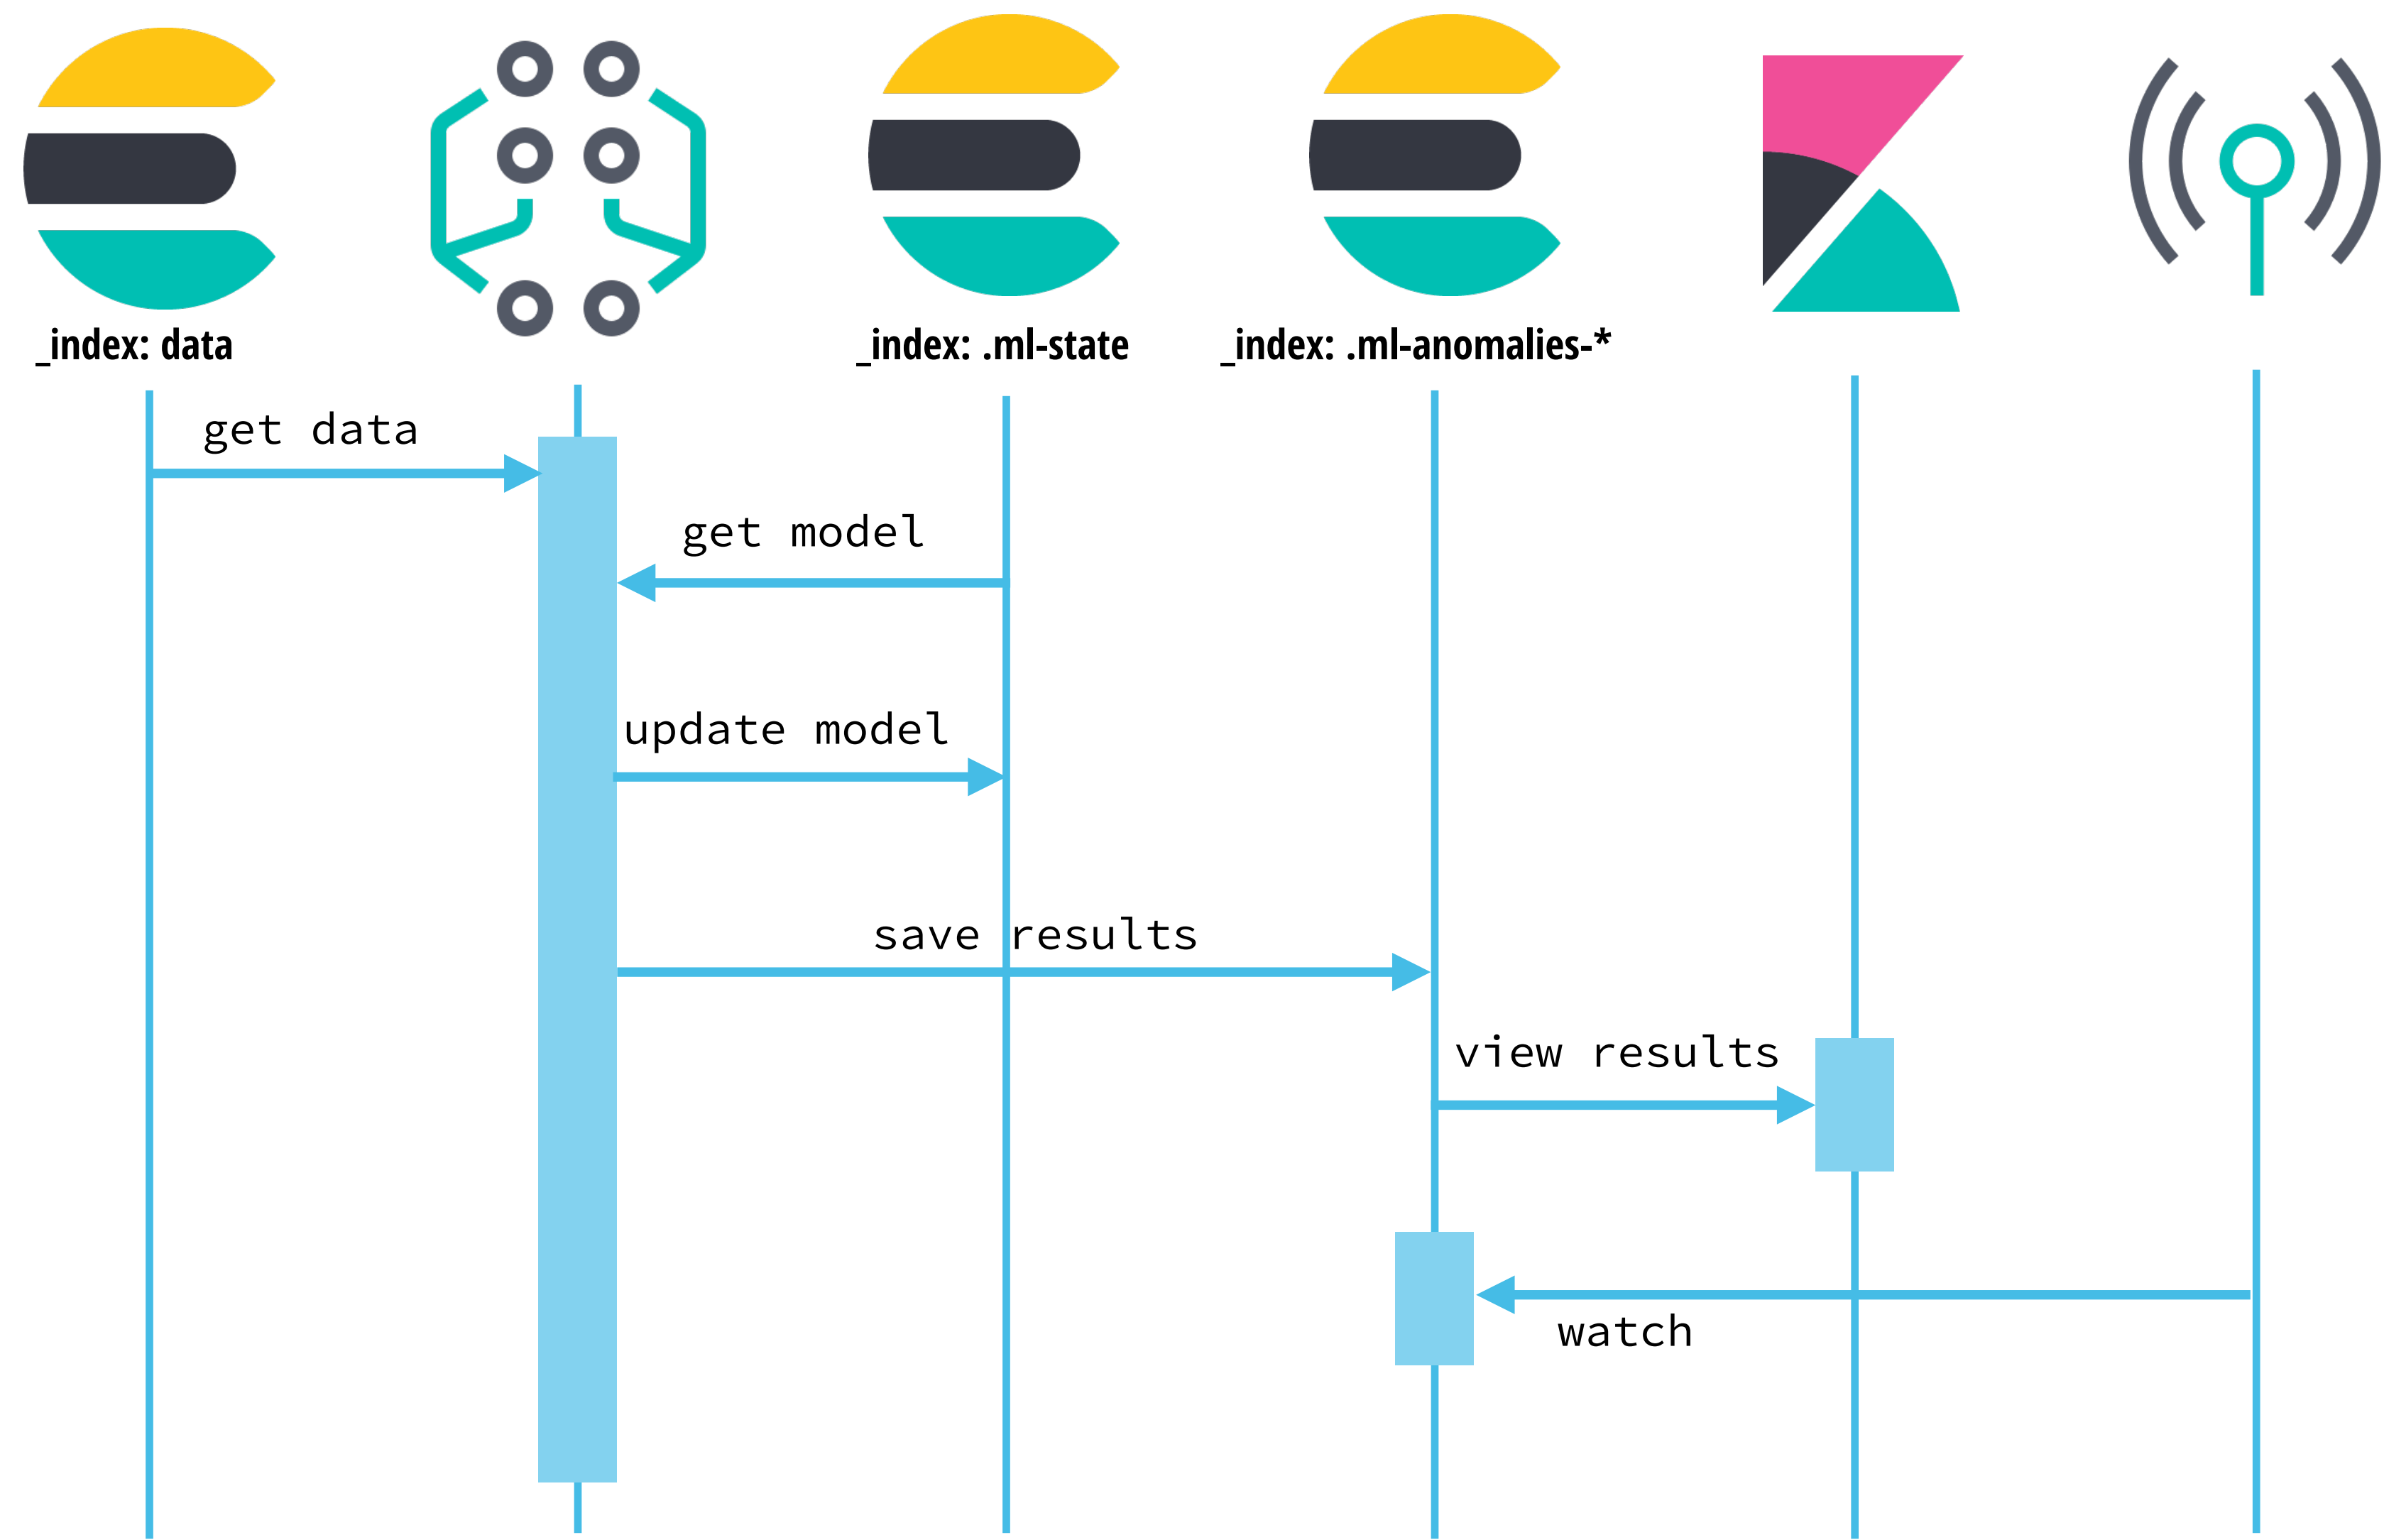 _index: data
_index: .ml-state
_index: .ml-anomalies-*
get data
get model
update model
save results
view results
watch